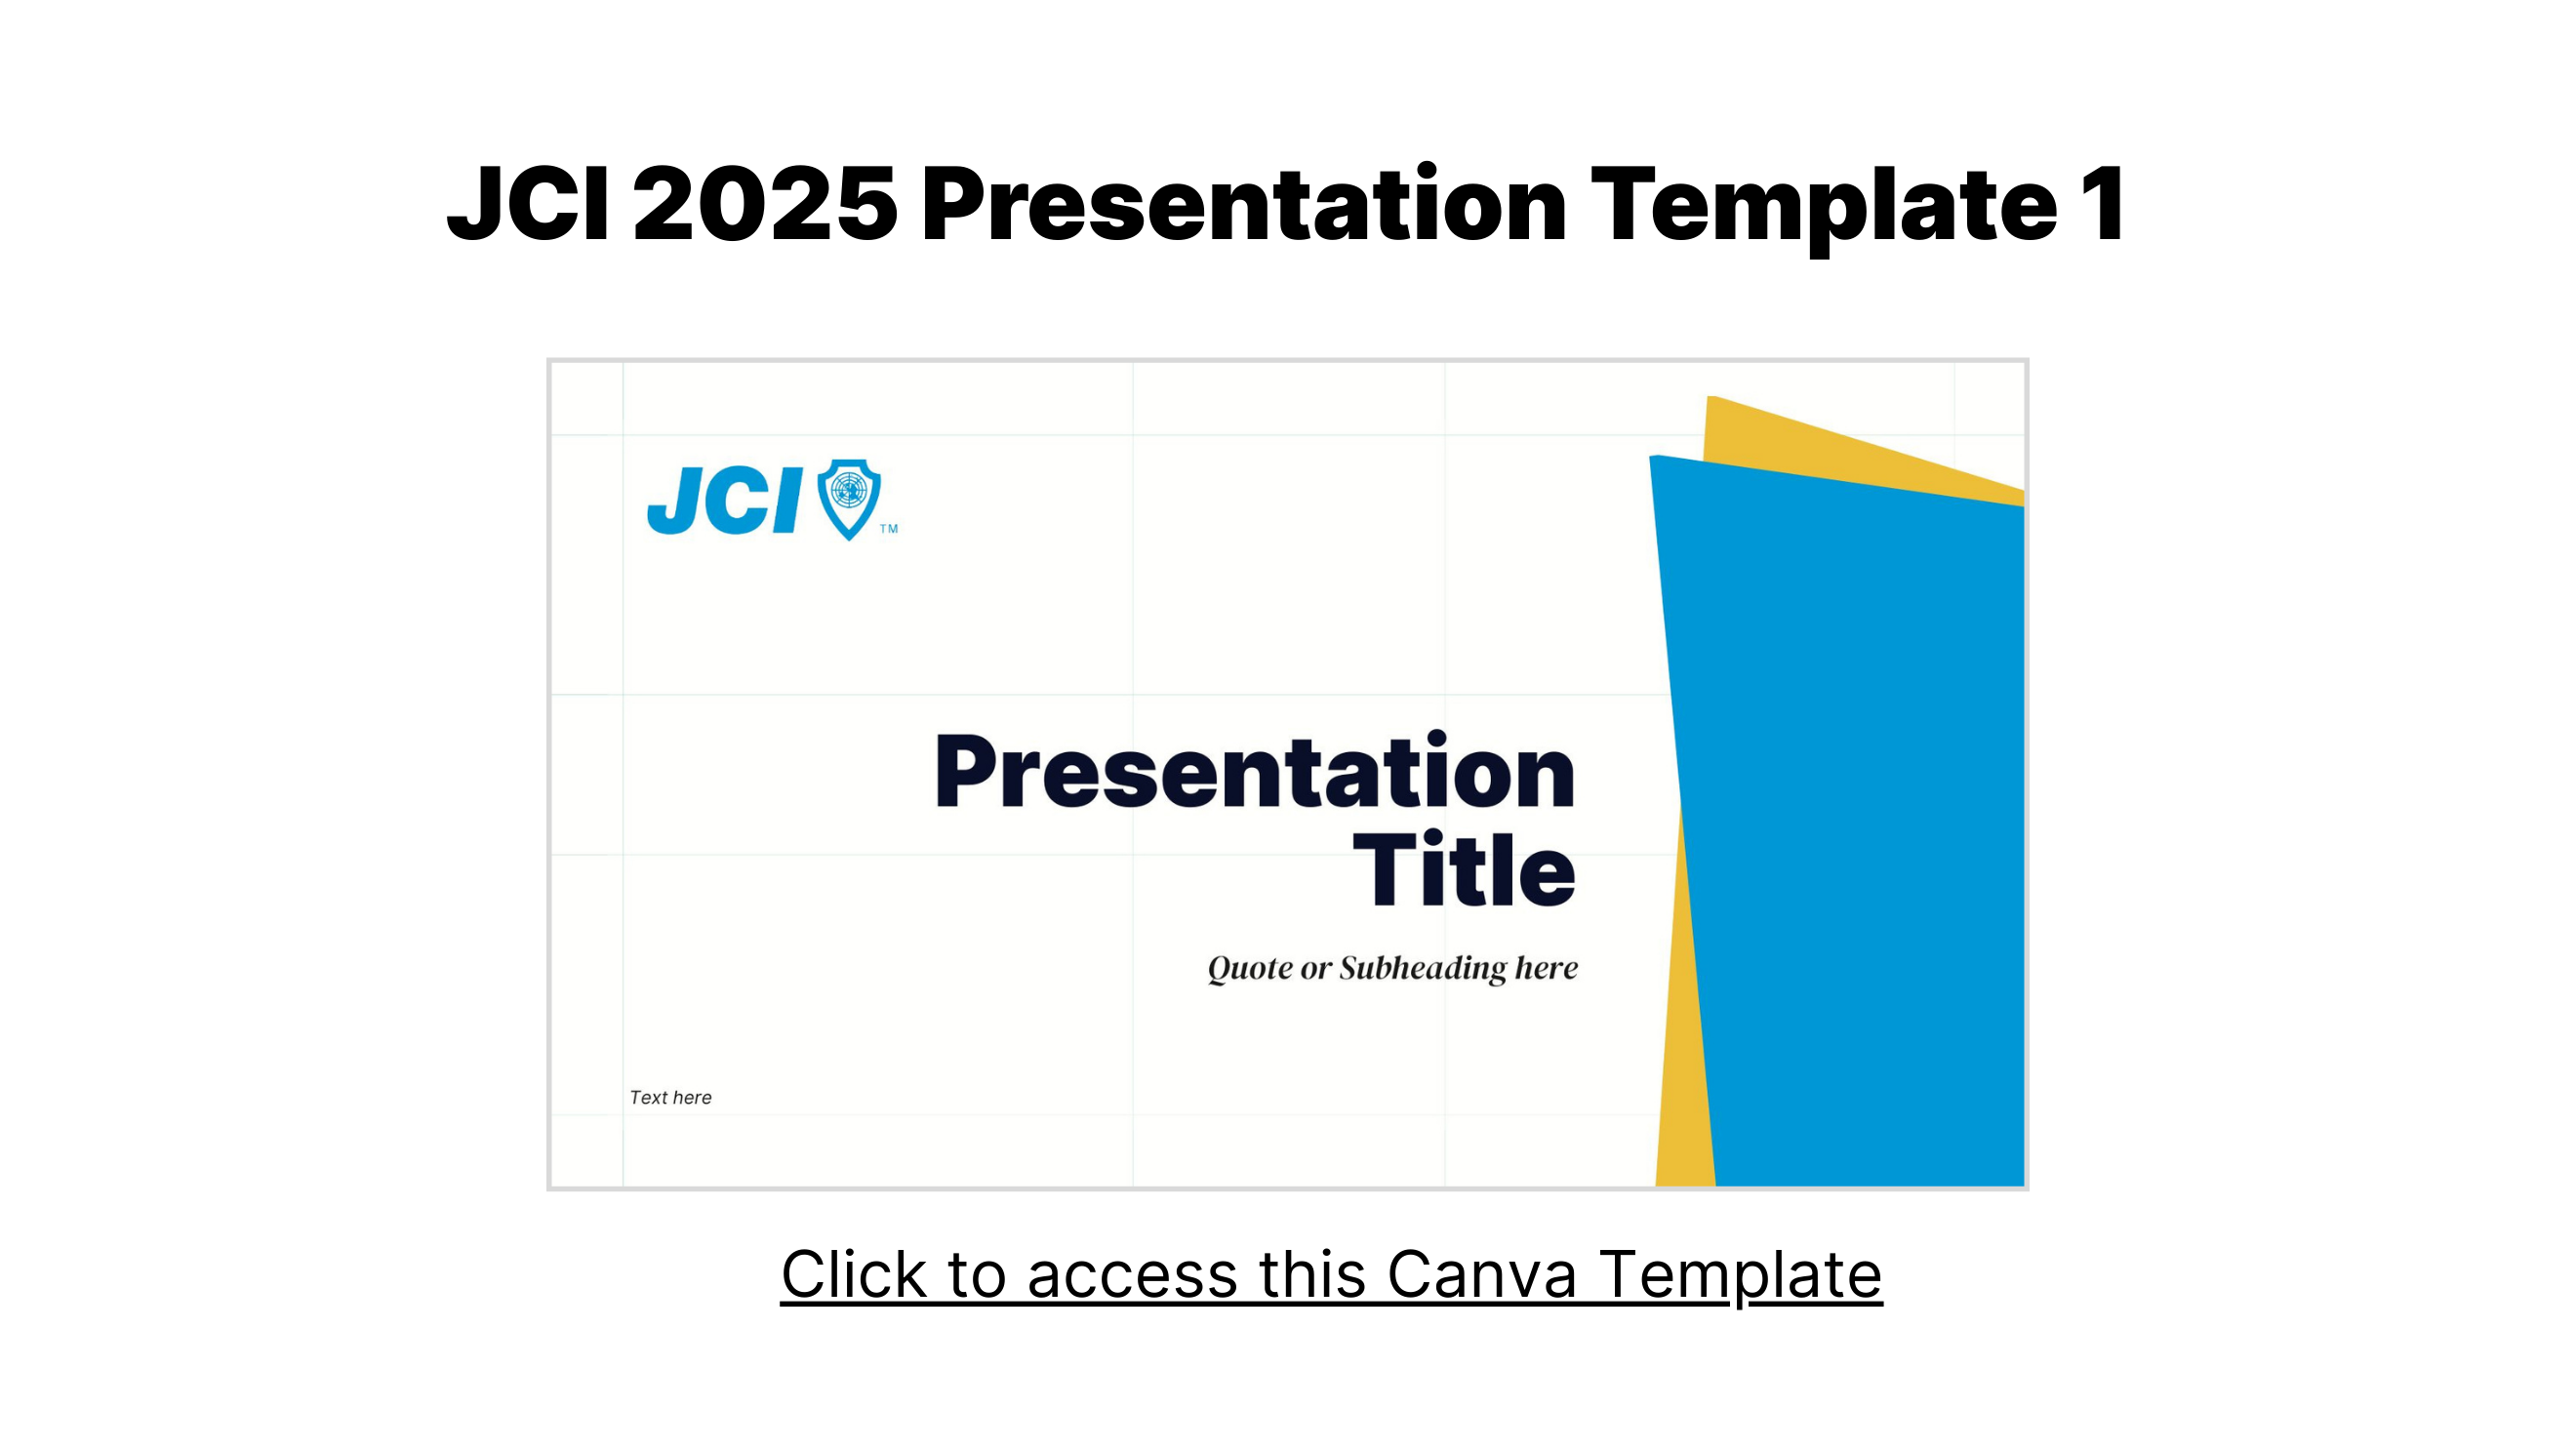 JCI 2025 Presentation Template 1
JCI TM
Presentation
Title
Quote or Subheading here
Text here
Click to access this Canva Template